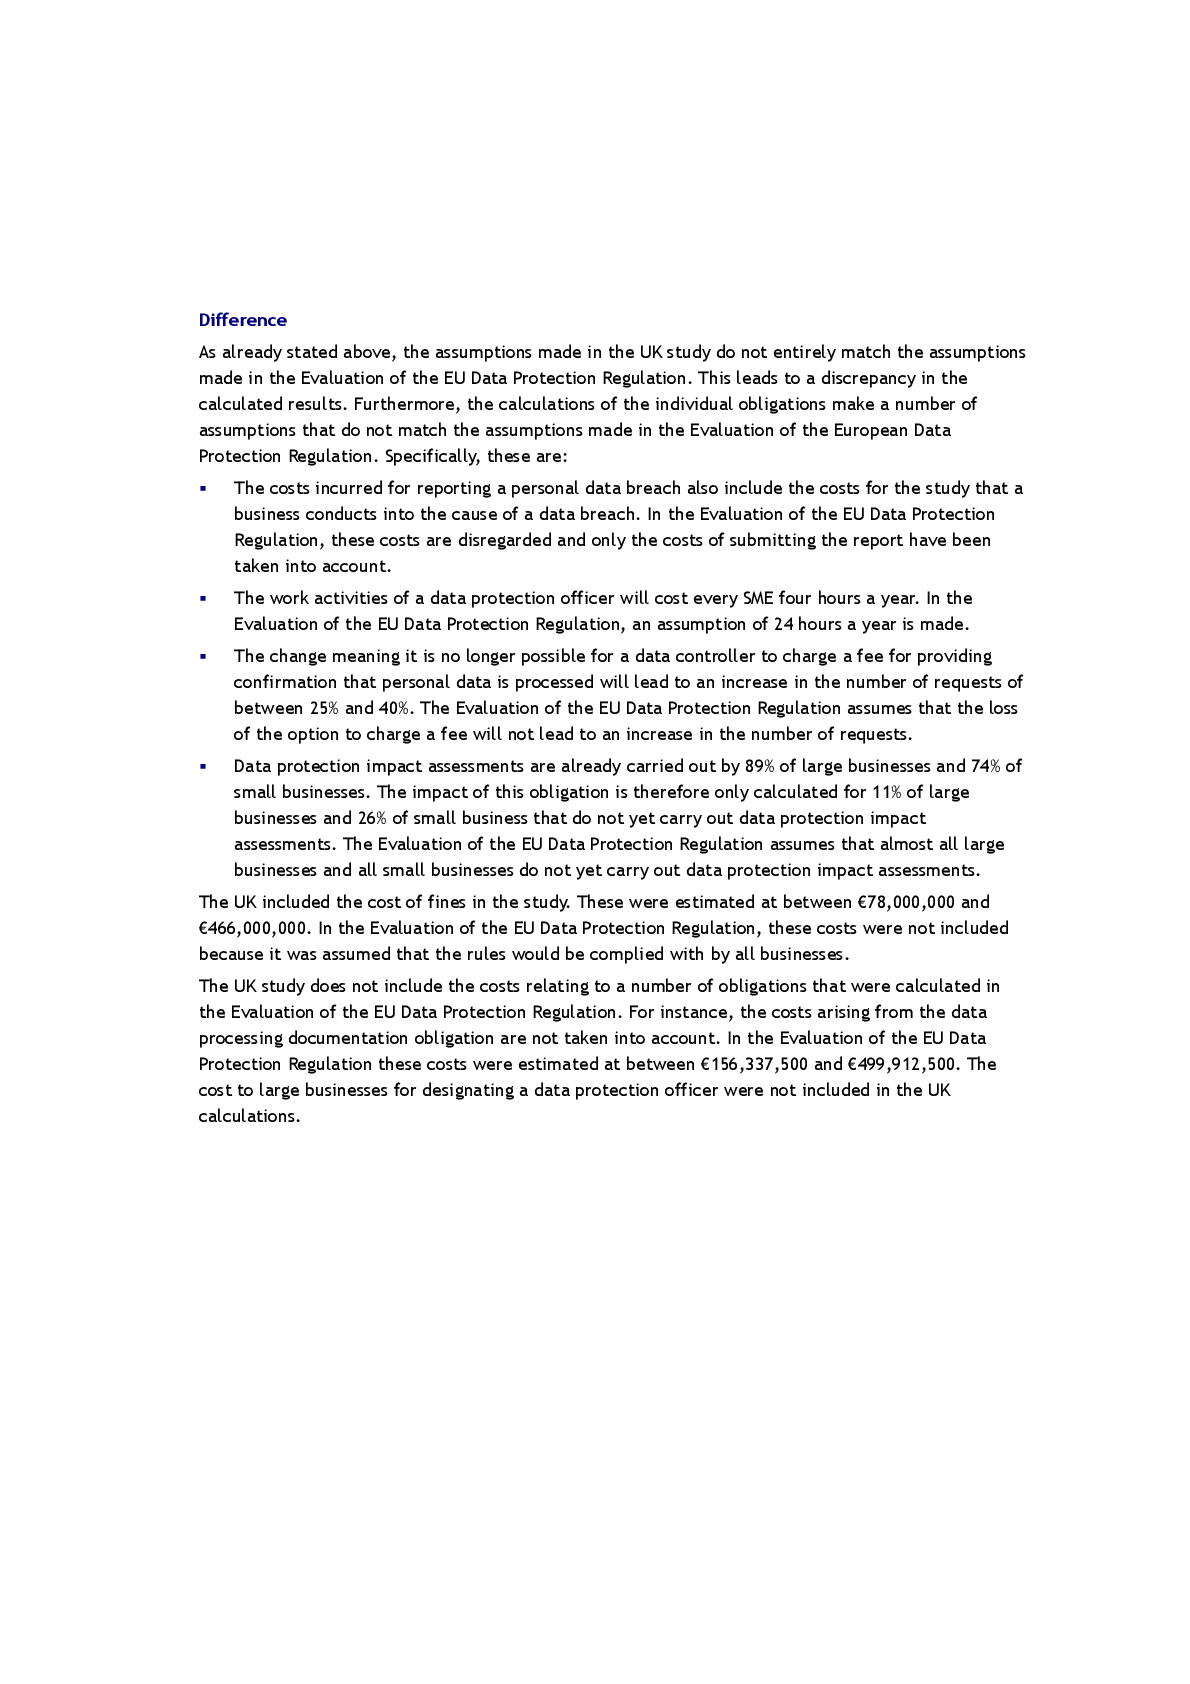 Difference
As already stated above, the assumptions made in the UK study do not entirely match the assumptions
made in the Evaluation of the EU Data Protection Regulation. This leads to a discrepancy in the
calculated results. Furthermore, the calculations of the individual obligations make a number of
assumptions that do not match the assumptions made in the Evaluation of the European Data
Protection Regulation. Specifically, these are:
▪ The costs incurred for reporting a personal data breach also include the costs for the study that a
business conducts into the cause of a data breach. In the Evaluation of the EU Data Protection
Regulation, these costs are disregarded and only the costs of submitting the report have been
taken into account.
▪ The work activities of a data protection officer will cost every SME four hours a year. In the
Evaluation of the EU Data Protection Regulation, an assumption of 24 hours a year is made.
▪ The change meaning it is no longer possible for a data controller to charge a fee for providing
confirmation that personal data is processed will lead to an increase in the number of requests of
between 25% and 40%. The Evaluation of the EU Data Protection Regulation assumes that the loss
of the option to charge a fee will not lead to an increase in the number of requests.
▪ Data protection impact assessments are already carried out by 89% of large businesses and 74% of
small businesses. The impact of this obligation is therefore only calculated for 11% of large
businesses and 26% of small business that do not yet carry out data protection impact
assessments. The Evaluation of the EU Data Protection Regulation assumes that almost all large
businesses and all small businesses do not yet carry out data protection impact assessments.
The UK included the cost of fines in the study. These were estimated at between €78,000,000 and
€466,000,000. In the Evaluation of the EU Data Protection Regulation, these costs were not included
because it was assumed that the rules would be complied with by all businesses.
The UK study does not include the costs relating to a number of obligations that were calculated in
the Evaluation of the EU Data Protection Regulation. For instance, the costs arising from the data
processing documentation obligation are not taken into account. In the Evaluation of the EU Data
Protection Regulation these costs were estimated at between €156,337,500 and €499,912,500. The
cost to large businesses for designating a data protection officer were not included in the UK
calculations.